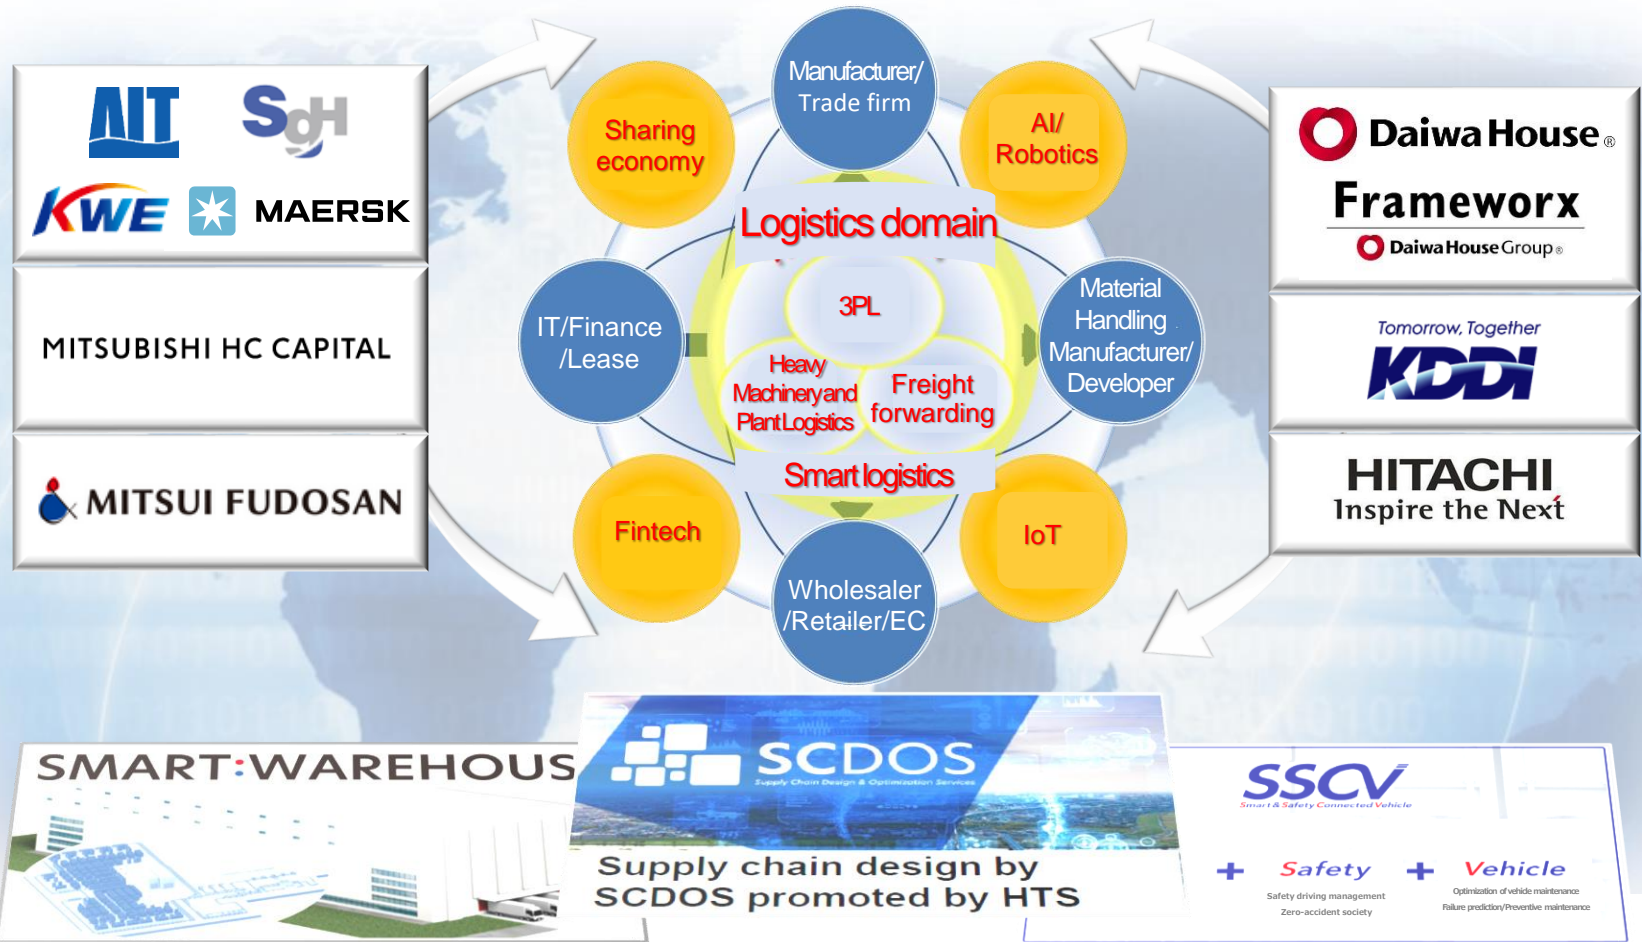 AIT
SGH
KWE
MAERSK
MITSUBISHI HC CAPITAL
MITSUI FUDOSAN
Manufacturer/
Trade firm
Sharing
economy
AI/
Robotics
Logistics domain
3PL
IT/Finance
/Lease
Material
Handling
Manufacturer/
Developer
Heavy
Machinery and
Plant Logistics
Freight
forwarding
Smart logistics
Fintech
IoT
Wholesaler
/Retailer/EC
Daiwa House®
Frameworx
Daiwa House Group®
Tomorrow, Together
KDDI
HITACHI
Inspire the Next
SMART:WAREHOUS
SCDOS
Supply Chain Design & Optimization Services
Supply chain design by
SCDOS promoted by HTS
SSCV
Smart & Safety Connected Vehicle
+ Safety + Vehicle
Safety driving management
Zero-accident society
Optimization of vehicle maintenance
Failure prediction/Preventive maintenance